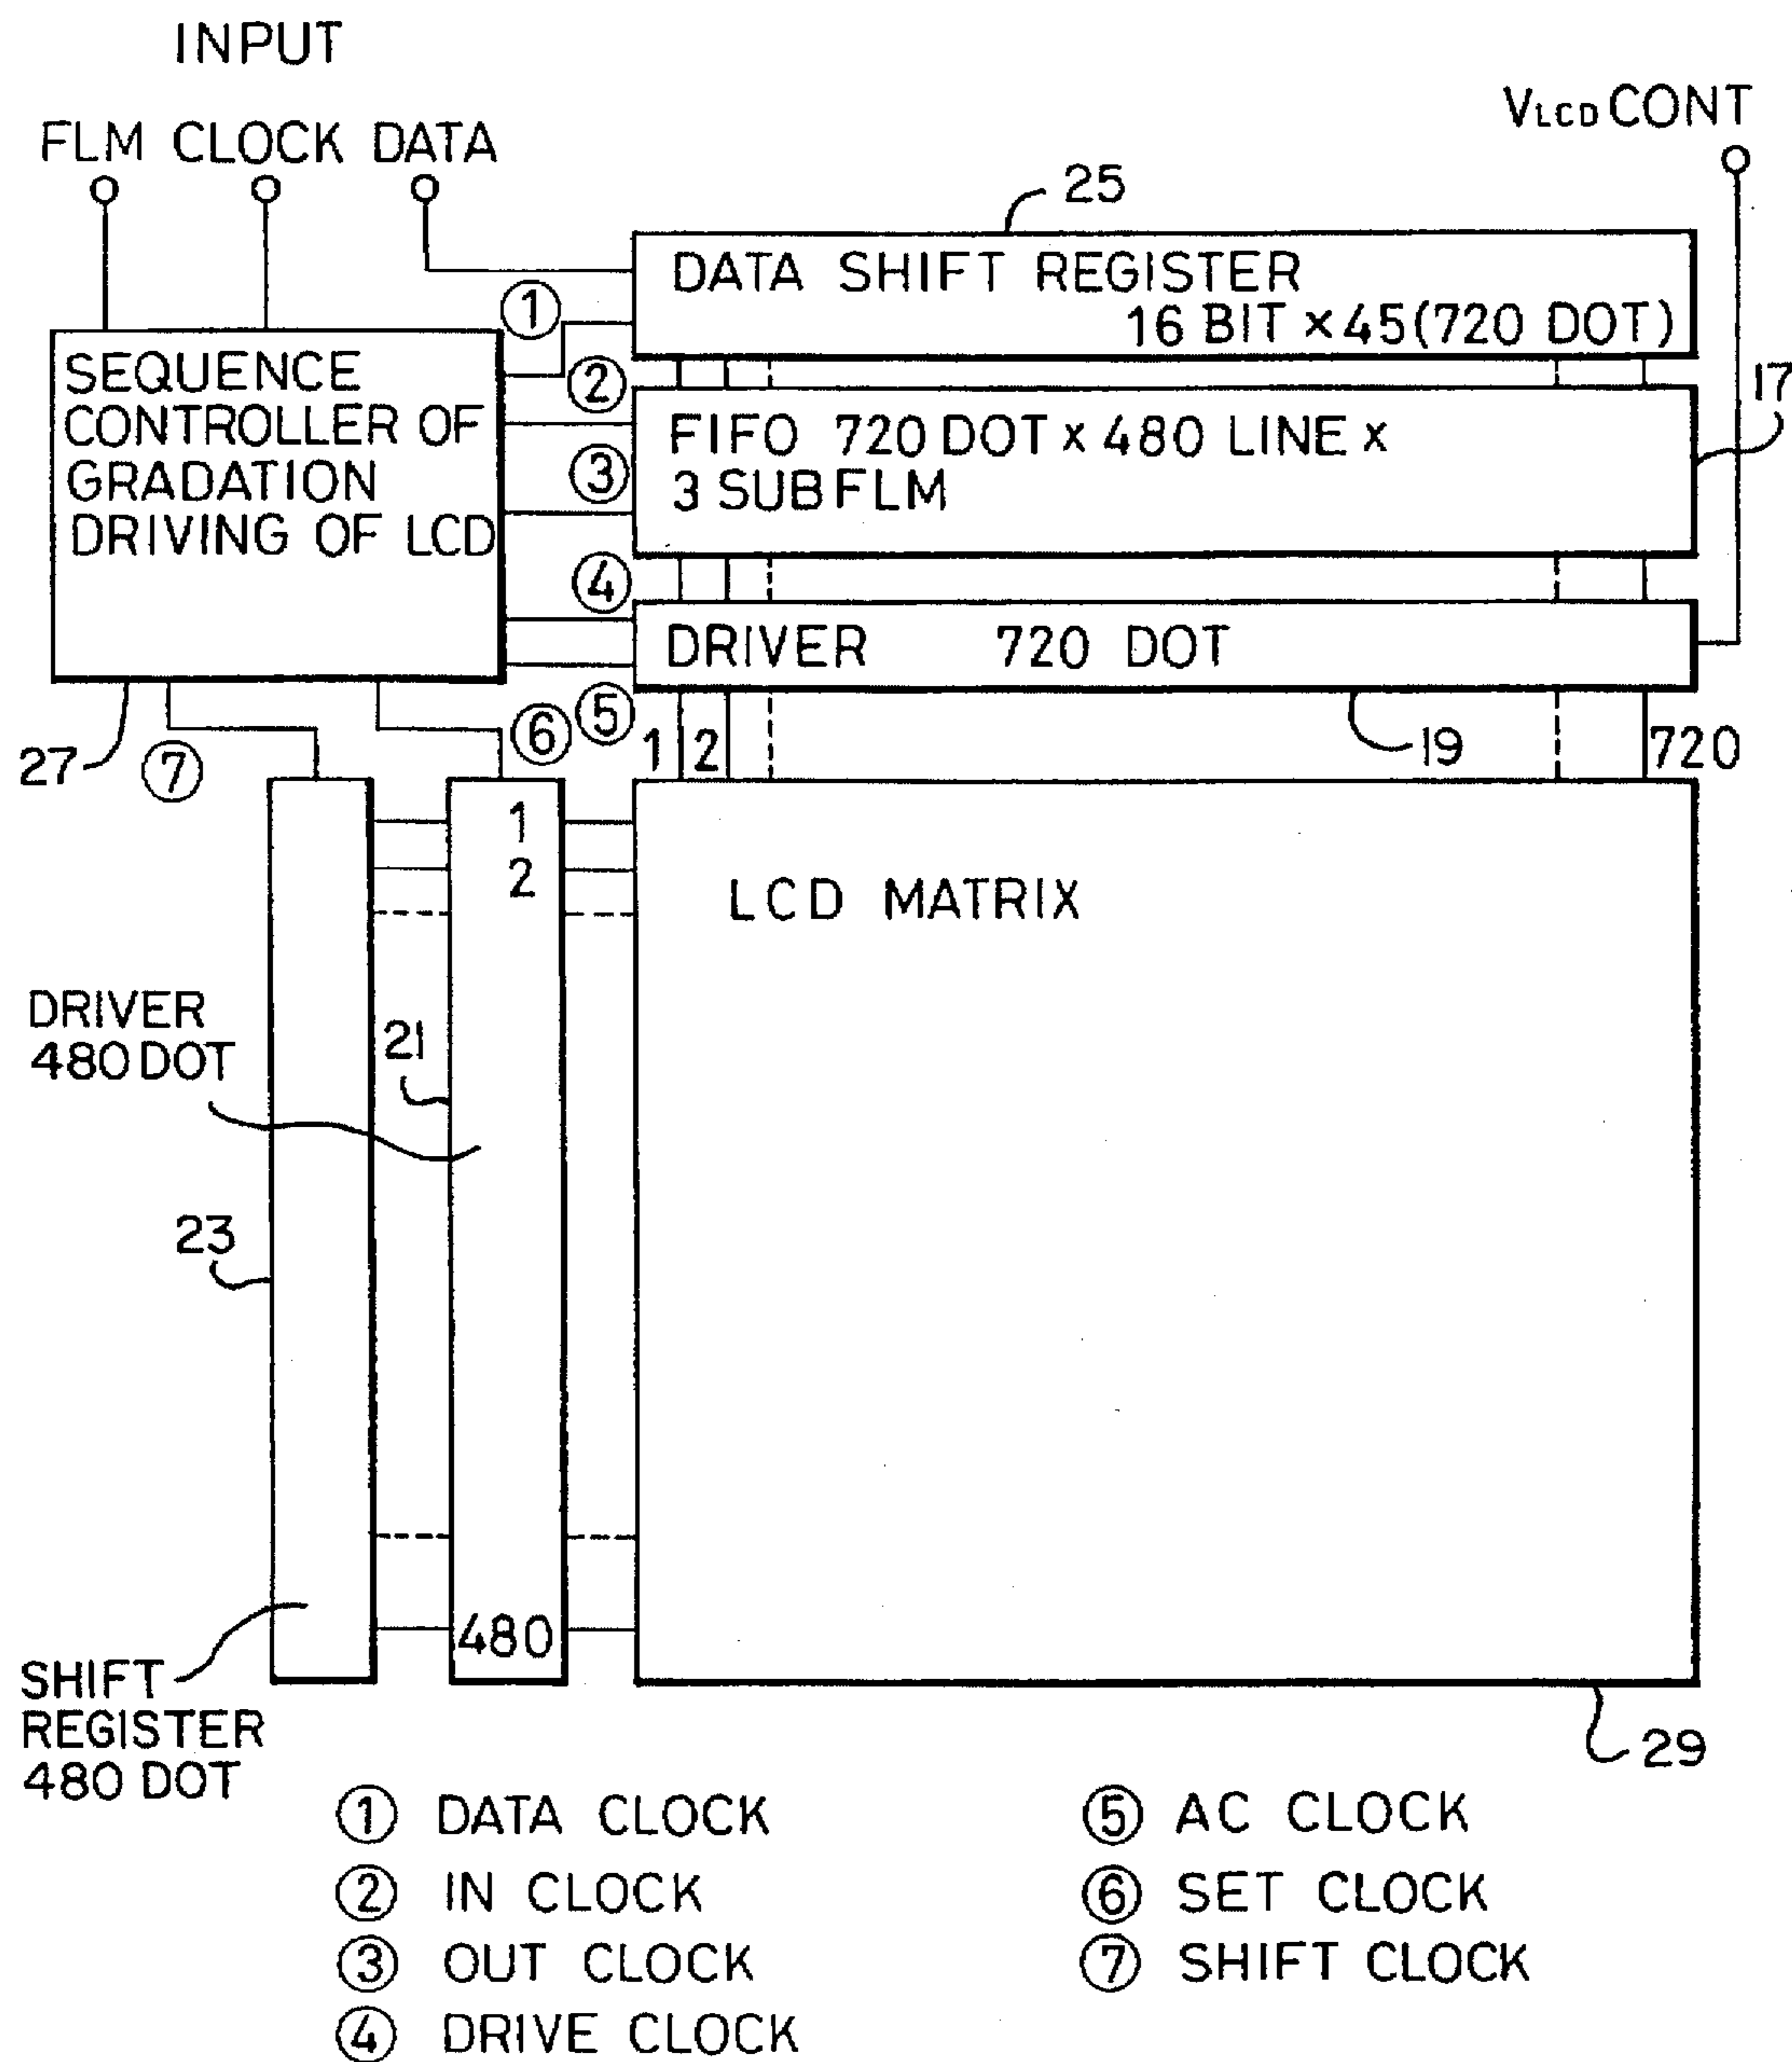 INPUT
FLM CLOCK DATA
VLCD CONT
25
DATA SHIFT REGISTER
16 BIT × 45(720 DOT)
①
SEQUENCE
CONTROLLER OF
GRADATION
DRIVING OF LCD
②
17
FIFO 720 DOT × 480 LINE ×
3 SUB FLM
③
④
DRIVER 720 DOT
⑤
⑥
⑦
27
1 2
19
720
1
2
LCD MATRIX
DRIVER
480 DOT
21
23
480
SHIFT
REGISTER
480 DOT
29
① DATA CLOCK
② IN CLOCK
③ OUT CLOCK
④ DRIVE CLOCK
⑤ AC CLOCK
⑥ SET CLOCK
⑦ SHIFT CLOCK